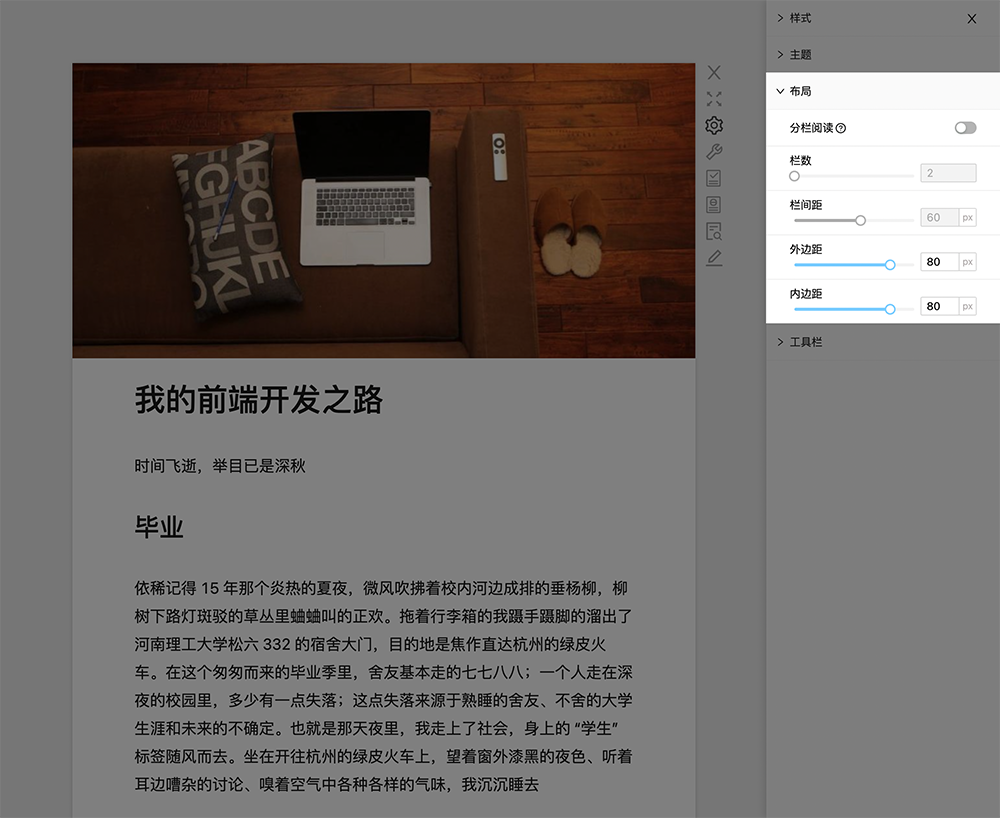 样式
主题
布局
分栏阅读
栏数
2
栏间距
60 px
外边距
80 px
内边距
80 px
工具栏
ABCDE
FGHIJKL
我的前端开发之路
时间飞逝，举目已是深秋
毕业
依稀记得 15 年那个炎热的夏夜，微风吹拂着校内河边成排的垂杨柳，柳
树下路灯斑驳的草丛里蛐蛐叫的正欢。拖着行李箱的我蹑手蹑脚的溜出了
河南理工大学松六 332 的宿舍大门，目的地是焦作直达杭州的绿皮火
车。在这个匆匆而来的毕业季里，舍友基本走的七七八八；一个人走在深
夜的校园里，多少有一点失落；这点失落来源于熟睡的舍友、不舍的大学
生涯和未来的不确定。也就是那天夜里，我走上了社会，身上的 “学生”
标签随风而去。坐在开往杭州的绿皮火车上，望着窗外漆黑的夜色、听着
耳边嘈杂的讨论、嗅着空气中各种各样的气味，我沉沉睡去